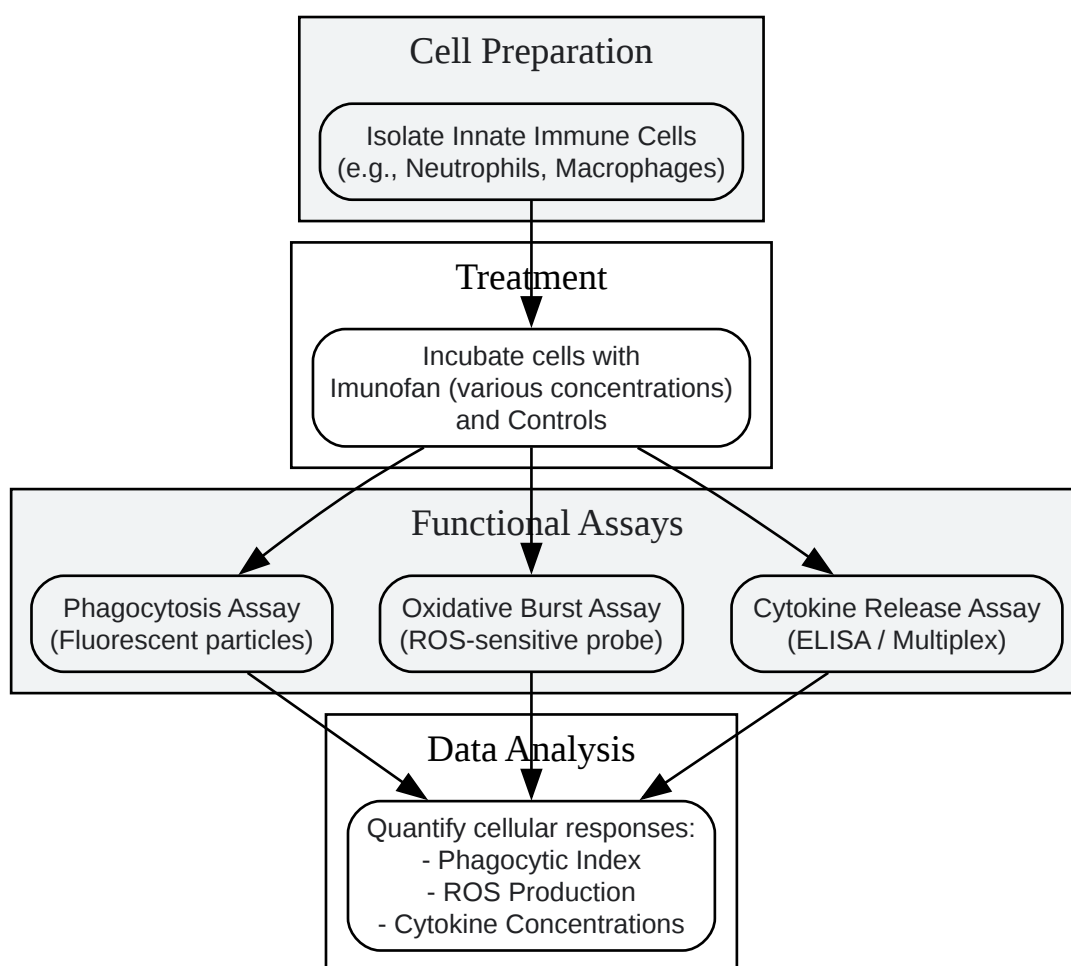 Cell Preparation
Isolate Innate Immune Cells
(e.g., Neutrophils, Macrophages)
Treatment
Incubate cells with
Imunofan (various concentrations)
and Controls
Functional Assays
Phagocytosis Assay
(Fluorescent particles)
Oxidative Burst Assay
(ROS-sensitive probe)
Cytokine Release Assay
(ELISA / Multiplex)
Data Analysis
Quantify cellular responses:
- Phagocytic Index
- ROS Production
- Cytokine Concentrations